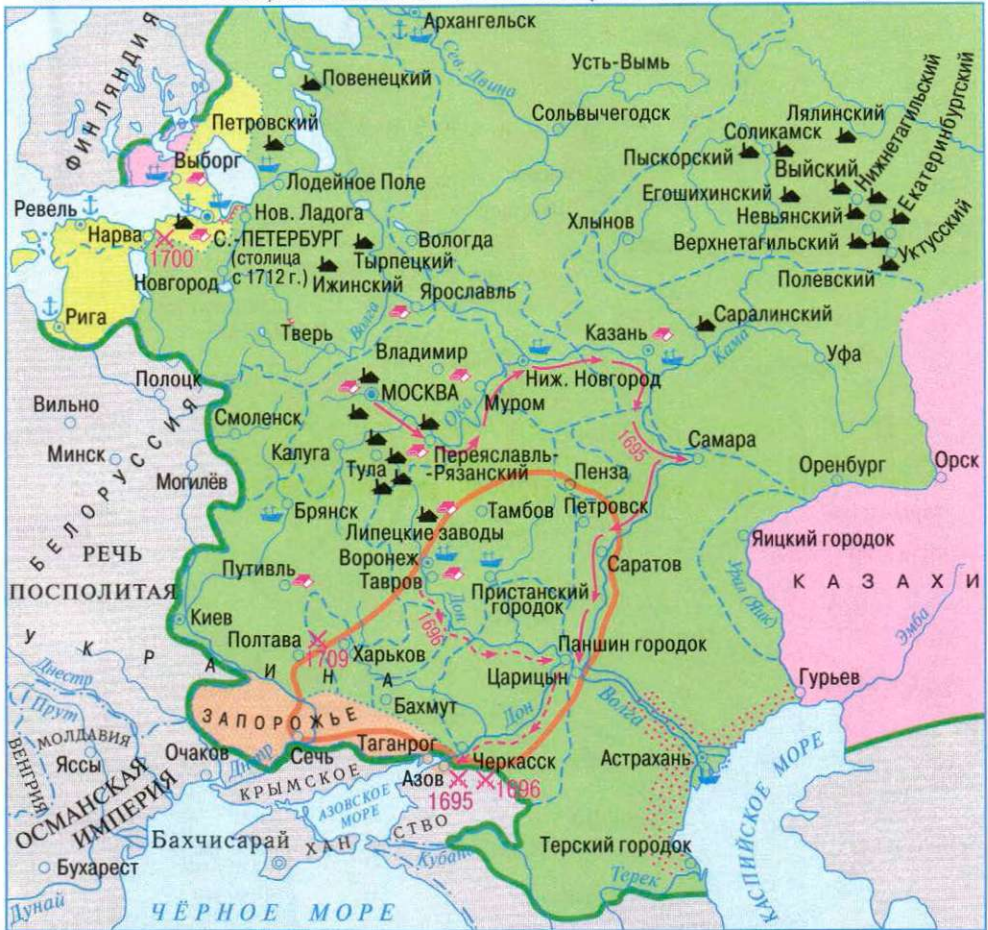 Архангельск
Сев. Двина
Повенецкий
Усть-Вымь
ФИНЛЯНДИЯ
Петровский
Сольвычегодск
Лялинский
Соликамск
Нижнетагильский
Екатеринбургский
Пыскорский
Выйский
Выборг
Лодейное Поле
Егошихинский
Ревель
Нов. Ладога
Хлынов
Невьянский
Уктусский
Нарва
1700
С.-ПЕТЕРБУРГ
(столица
с 1712 г.)
Вологда
Тырпецкий
Верхнетагильский
Новгород
Ижинский
Полевский
Рига
Ярославль
Волга
Саралинский
Тверь
Казань
Кама
Владимир
Уфа
Полоцк
МОСКВА
Ока
Муром
Ниж. Новгород
Вильно
Смоленск
1695
Самара
Минск
Калуга
Тула
Переяславль-
-Рязанский
Пенза
Оренбург
Орск
БЕЛОРУССИЯ
Могилёв
Брянск
Тамбов
Петровск
Липецкие заводы
РЕЧЬ
ПОСПОЛИТАЯ
Воронеж
Тавров
Саратов
Яицкий городок
КАЗАХИ
Путивль
Пристанский
городок
Урал (Яик)
Эмба
Киев
Дон
1696
Полтава
1709
Харьков
Паншин городок
УКРАИНА
Царицын
Гурьев
Днестр
Прут
Бахмут
Дон
Волга
ЗАПОРОЖЬЕ
МОЛДАВИЯ
ВЕНГРИЯ
Яссы
Очаков
Днепр
Сечь
Таганрог
Черкасск
Астрахань
ОСМАНСКАЯ
ИМПЕРИЯ
КРЫМСКОЕ
ХАНСТВО
Азов
1695
1696
АЗОВСКОЕ
МОРЕ
Бахчисарай
Кубань
Терский городок
Бухарест
Терек
КАСПИЙСКОЕ МОРЕ
Дунай
ЧЁРНОЕ МОРЕ